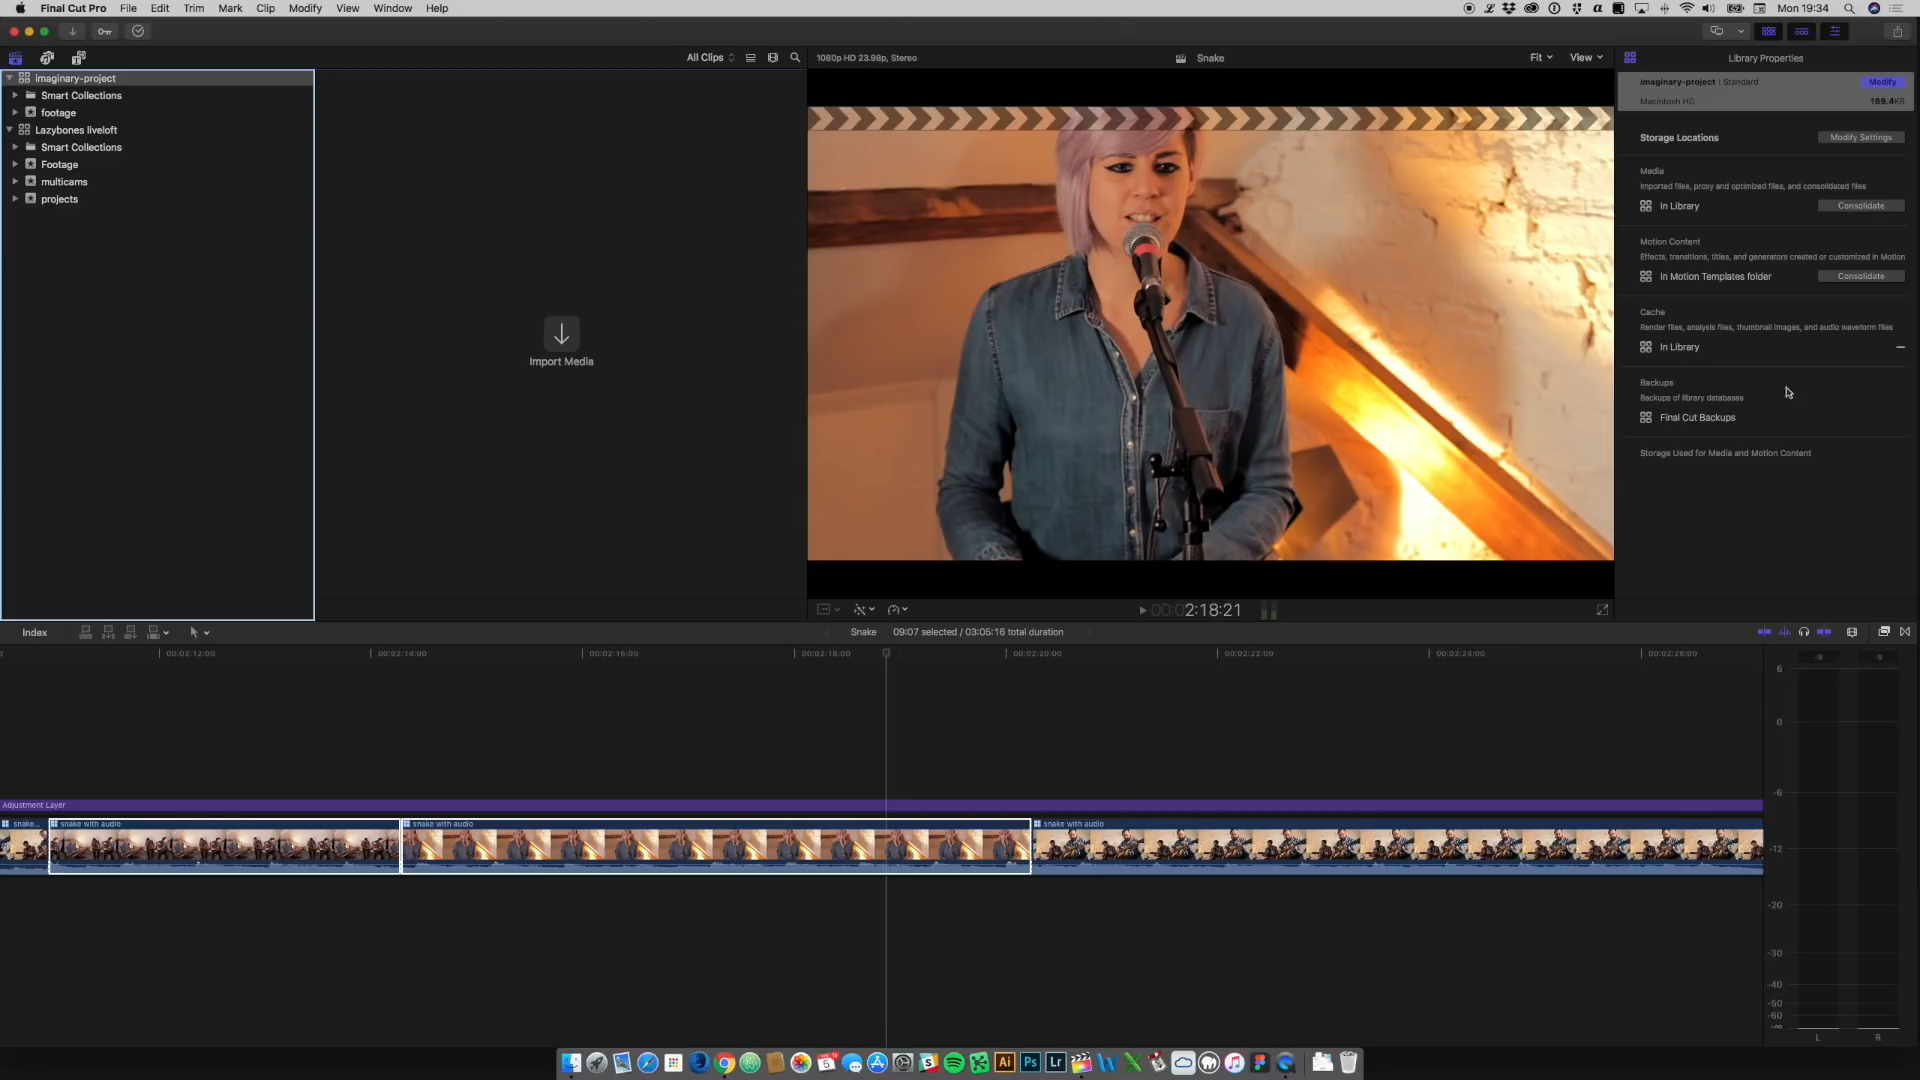 Final Cut Pro File Edit Trim Mark Clip Modify View Window Help
Mon 19:34
All Clips
1080p HD 23.98p, Stereo
Snake
Fit
View
Library Properties
imaginary-project
Smart Collections
footage
Lazybones liveloft
Smart Collections
Footage
multicams
projects
Import Media
imaginary-project | Standard
Modify
Macintosh HD
189.4KB
Storage Locations
Modify Settings
Media
Imported files, proxy and optimized files, and consolidated files
In Library
Consolidate
Motion Content
Effects, transitions, titles, and generators created or customized in Motion
In Motion Templates folder
Consolidate
Cache
Render files, analysis files, thumbnail images, and audio waveform files
In Library
Backups
Backups of library databases
Final Cut Backups
Storage Used for Media and Motion Content
00:02:18:21
Index
Snake
09:07 selected / 03:05:16 total duration
00:02:12:00
00:02:14:00
00:02:16:00
00:02:18:00
00:02:20:00
00:02:22:00
00:02:24:00
00:02:26:00
Adjustment Layer
snake...
snake with audio
snake with audio
snake with audio
6
0
-6
-12
-20
-30
-40
-50
-60
-∞
L
R
5
S
Ai
Ps
Lr